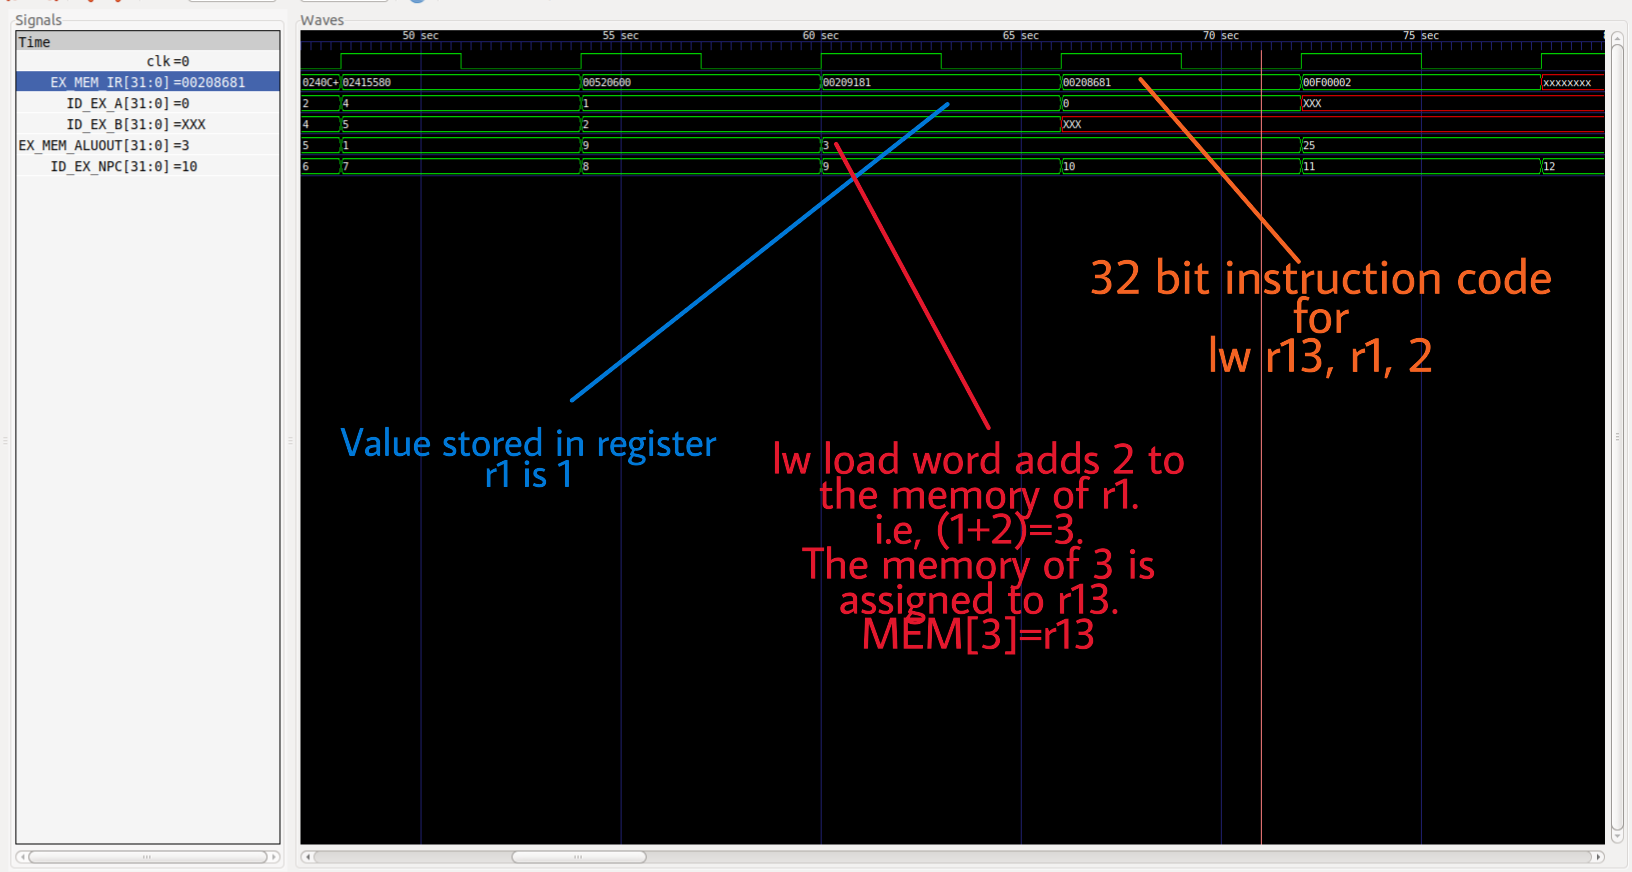 Signals
Waves
Time
50 sec 55 sec 60 sec 65 sec 70 sec 75 sec
clk=0
EX_MEM_IR[31:0]=00208681 0240C+ 02415580 00520600 00209181 00208681 00F00002 xxxxxxxx
ID_EX_A[31:0]=0 2 4 1 0 XXX
ID_EX_B[31:0]=XXX 4 5 2 XXX
EX_MEM_ALUOUT[31:0]=3 5 1 9 3 25
ID_EX_NPC[31:0]=10 6 7 8 9 10 11 12
32 bit instruction code
for
lw r13, r1, 2
Value stored in register
r1 is 1
lw load word adds 2 to
the memory of r1.
i.e, (1+2)=3.
The memory of 3 is
assigned to r13.
MEM[3]=r13